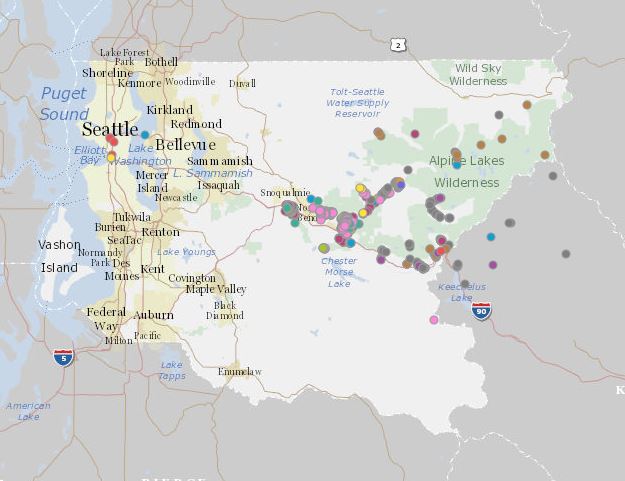 2
Lake Forest
Park
Bothell
Shoreline
Kenmore
Woodinville
Duvall
Wild Sky
Wilderness
Puget
Sound
Tolt-Seattle
Water Supply
Reservoir
Kirkland
Redmond
Seattle
Bellevue
Elliott
Bay
Lake
Washington
Sammamish
L. Sammamish
Alpine Lakes
Wilderness
Mercer
Island
Issaquah
Newcastle
Snoqualmie
Bend
Tukwila
Burien
Renton
SeaTac
Vashon
Island
Normandy
Park
Des
Moines
Lake Youngs
Kent
Chester
Morse
Lake
Covington
Maple Valley
Keechelus
Lake
Black
Diamond
90
Federal
Way
Auburn
Milton
Pacific
5
Lake
Tapps
Enumclaw
American
Lake
K